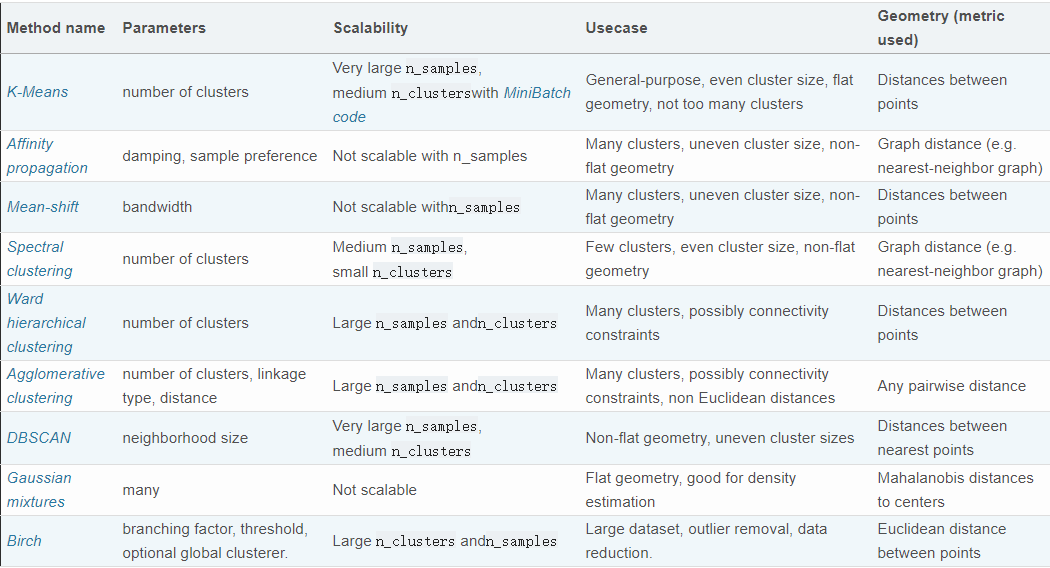 Method name Parameters Scalability Usecase Geometry (metric
used)
K-Means number of clusters Very large n_samples,
medium n_clusterswith MiniBatch
code General-purpose, even cluster size, flat
geometry, not too many clusters Distances between
points
Affinity
propagation damping, sample preference Not scalable with n_samples Many clusters, uneven cluster size, non-
flat geometry Graph distance (e.g.
nearest-neighbor graph)
Mean-shift bandwidth Not scalable withn_samples Many clusters, uneven cluster size, non-
flat geometry Distances between
points
Spectral
clustering number of clusters Medium n_samples,
small n_clusters Few clusters, even cluster size, non-flat
geometry Graph distance (e.g.
nearest-neighbor graph)
Ward
hierarchical
clustering number of clusters Large n_samples andn_clusters Many clusters, possibly connectivity
constraints Distances between
points
Agglomerative
clustering number of clusters, linkage
type, distance Large n_samples andn_clusters Many clusters, possibly connectivity
constraints, non Euclidean distances Any pairwise distance
DBSCAN neighborhood size Very large n_samples,
medium n_clusters Non-flat geometry, uneven cluster sizes Distances between
nearest points
Gaussian
mixtures many Not scalable Flat geometry, good for density
estimation Mahalanobis distances
to centers
Birch branching factor, threshold,
optional global clusterer. Large n_clusters andn_samples Large dataset, outlier removal, data
reduction. Euclidean distance
between points